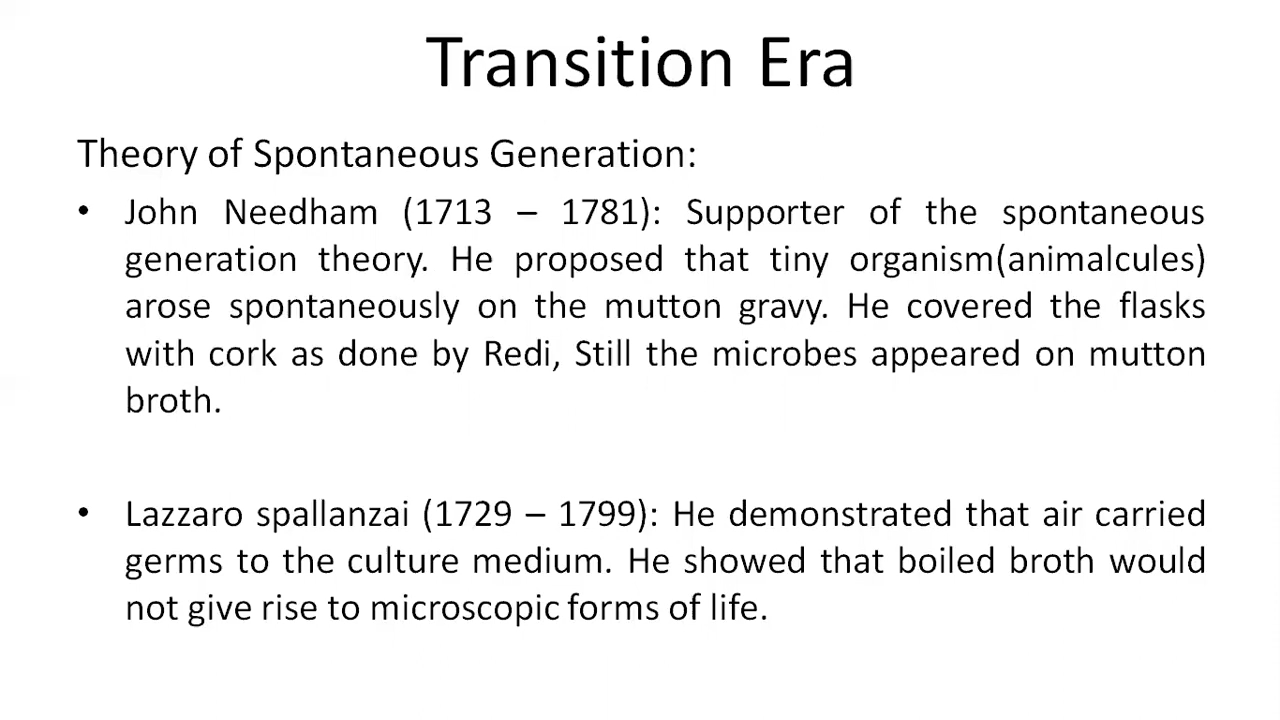 Transition Era
Theory of Spontaneous Generation:
• John Needham (1713 – 1781): Supporter of the spontaneous
generation theory. He proposed that tiny organism(animalcules)
arose spontaneously on the mutton gravy. He covered the flasks
with cork as done by Redi, Still the microbes appeared on mutton
broth.
• Lazzaro spallanzai (1729 – 1799): He demonstrated that air carried
germs to the culture medium. He showed that boiled broth would
not give rise to microscopic forms of life.